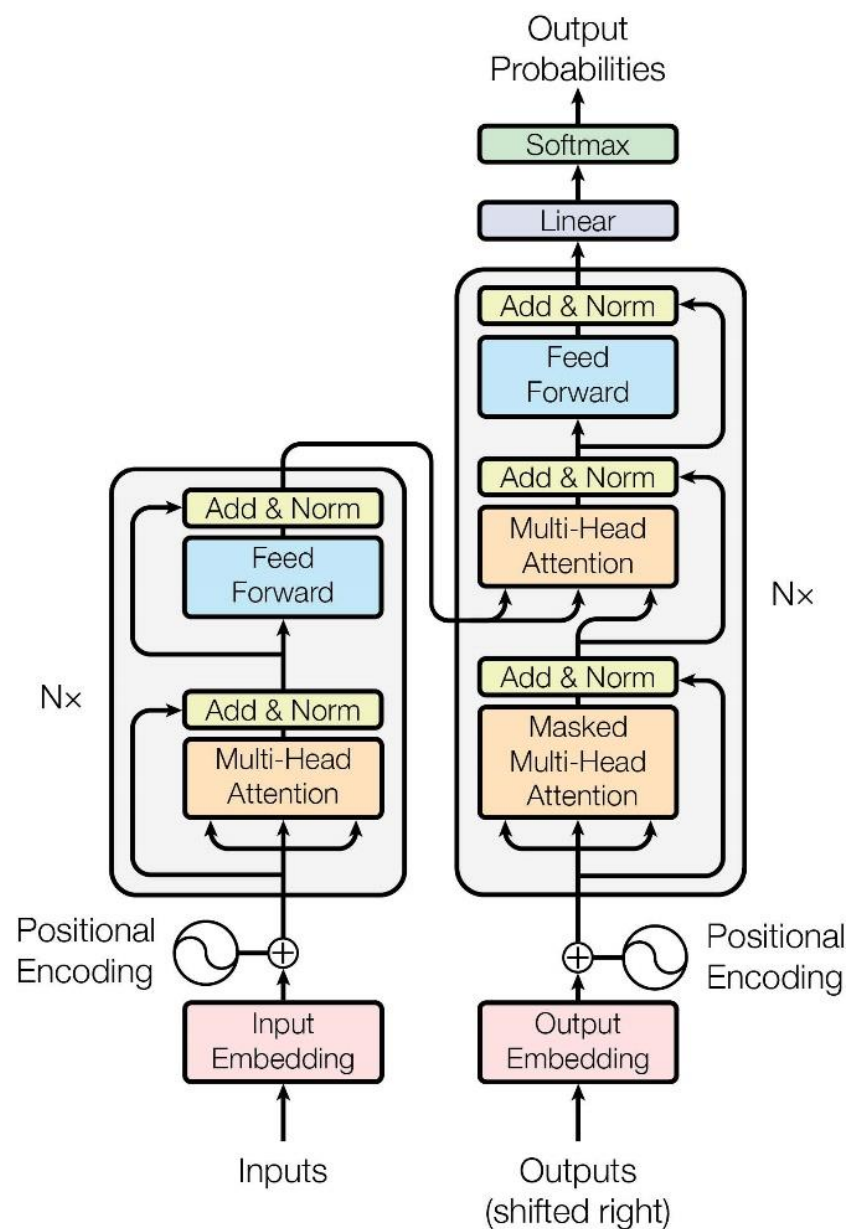 Output
Probabilities
Softmax
Linear
Add & Norm
Feed
Forward
Add & Norm
Multi-Head
Attention
Add & Norm
Masked
Multi-Head
Attention
N×
Add & Norm
Feed
Forward
Add & Norm
Multi-Head
Attention
N×
Positional
Encoding
Positional
Encoding
Input
Embedding
Output
Embedding
Inputs
Outputs
(shifted right)